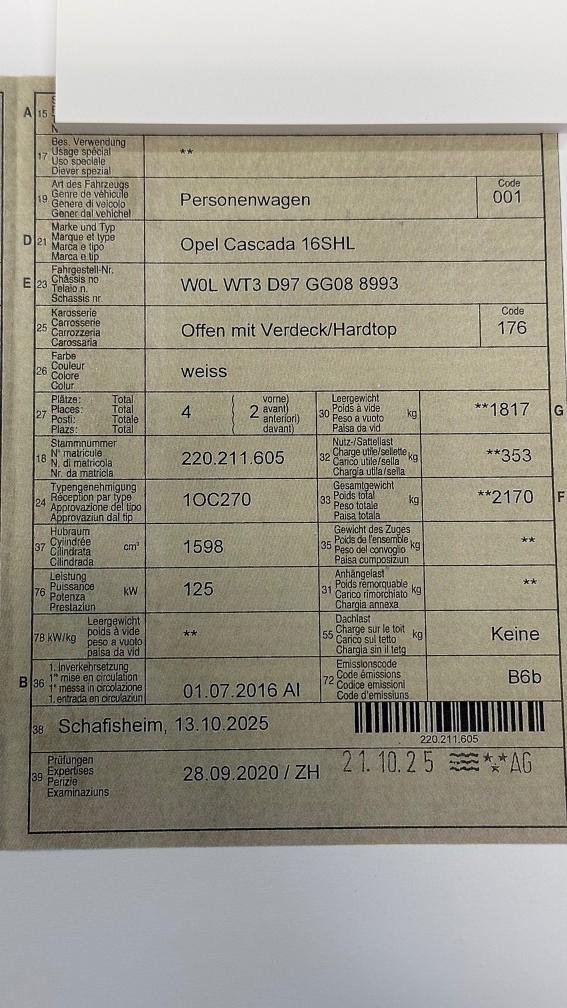 A 15
17 Bes. Verwendung
Usage spécial
Uso speciale
Diever spezial
**
19 Art des Fahrzeugs
Genre de véhicule
Genere di veicolo
Gener dal vehichel
Personenwagen
Code
001
D 21 Marke und Typ
Marque et type
Marca e tipo
Marca e tip
Opel Cascada 16SHL
E 23 Fahrgestell-Nr.
Châssis no
Telaio n.
Schassis nr.
W0L WT3 D97 GG08 8993
25 Karosserie
Carrosserie
Carrozzeria
Carossaria
Offen mit Verdeck/Hardtop
Code
176
26 Farbe
Couleur
Colore
Colur
weiss
27 Plätze: Total
Places: Total
Posti: Totale
Plazs: Total
4 ( 2 vorne)
avant)
anteriori)
davant)
30 Leergewicht
Poids à vide
Peso a vuoto
Paisa da vid
kg
**1817 G
18 Stammnummer
N° matricule
N. di matricola
Nr. da matricla
220.211.605
32 Nutz-/Sattellast
Charge utile/sellette
Carico utile/sella
Chargia utila/sella
kg
**353
24 Typengenehmigung
Réception par type
Approvazione del tipo
Approvaziun dal tip
1OC270
33 Gesamtgewicht
Poids total
Peso totale
Paisa totala
kg
**2170 F
37 Hubraum
Cylindrée
Cilindrata
Cilindrada
cm³
1598
35 Gewicht des Zuges
Poids de l'ensemble
Peso del convoglio
Paisa cumposiziun
kg
**
76 Leistung
Puissance
Potenza
Prestaziun
kW
125
31 Anhängelast
Poids remorquable
Carico rimorchiato
Chargia annexa
kg
**
78 kW/kg Leergewicht
poids à vide
peso a vuoto
paisa da vid
**
55 Dachlast
Charge sur le toit
Carico sul tetto
Chargia sin il tetg
kg
Keine
B 36 1. Inverkehrsetzung
1re mise en circulation
1a messa in circolazione
1. entrada en circulaziun
01.07.2016 AI
72 Emissionscode
Code émissions
Codice emissioni
Code d'emissiuns
B6b
38 Schafisheim, 13.10.2025
220.211.605
39 Prüfungen
Expertises
Perizie
Examinaziuns
28.09.2020 / ZH
21.10.25 AG